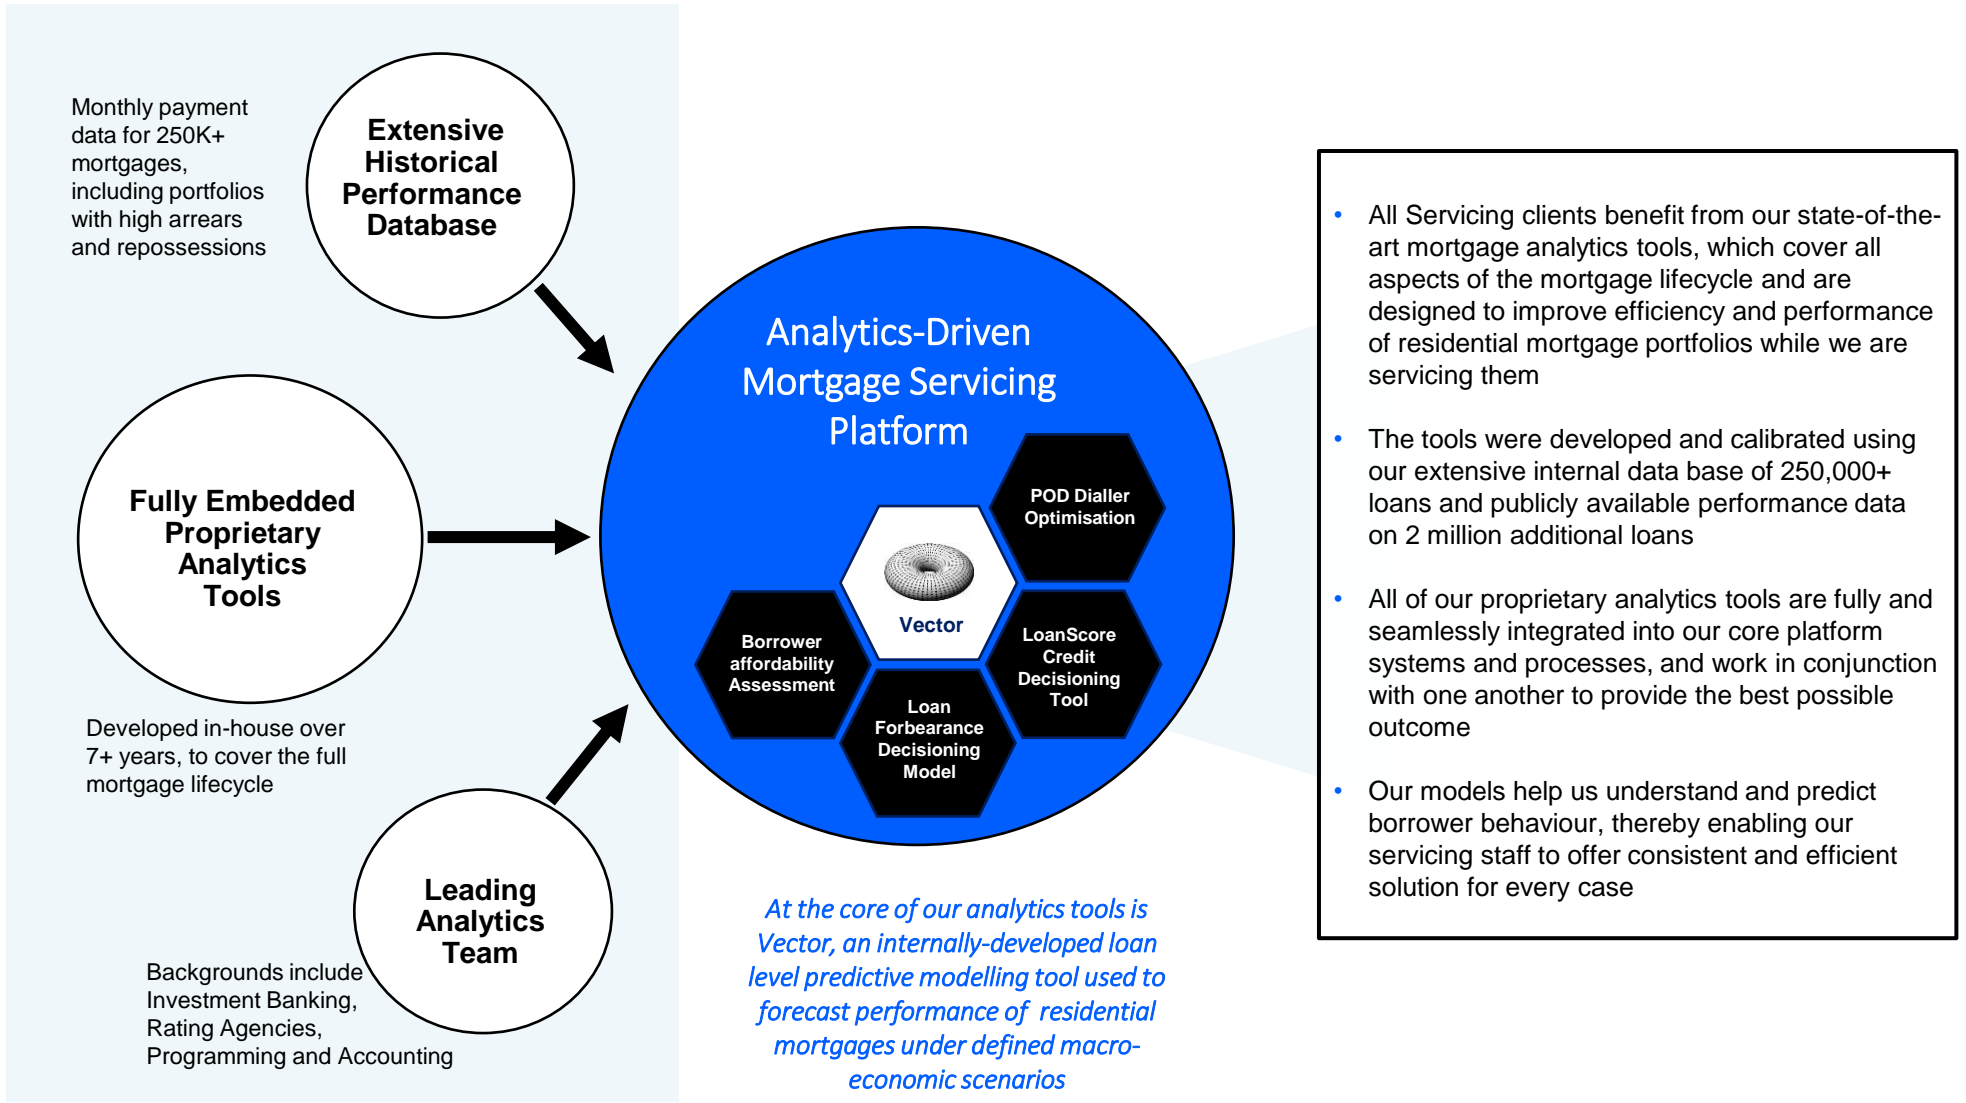 Monthly payment
data for 250K+
mortgages,
including portfolios
with high arrears
and repossessions
Extensive
Historical
Performance
Database
Fully Embedded
Proprietary
Analytics
Tools
Developed in-house over
7+ years, to cover the full
mortgage lifecycle
Leading
Analytics
Team
Backgrounds include
Investment Banking,
Rating Agencies,
Programming and Accounting
Analytics-Driven
Mortgage Servicing
Platform
POD Dialler
Optimisation
Vector
Borrower
affordability
Assessment
LoanScore
Credit
Decisioning
Tool
Loan
Forbearance
Decisioning
Model
At the core of our analytics tools is
Vector, an internally-developed loan
level predictive modelling tool used to
forecast performance of residential
mortgages under defined macro-
economic scenarios
• All Servicing clients benefit from our state-of-the-
art mortgage analytics tools, which cover all
aspects of the mortgage lifecycle and are
designed to improve efficiency and performance
of residential mortgage portfolios while we are
servicing them
• The tools were developed and calibrated using
our extensive internal data base of 250,000+
loans and publicly available performance data
on 2 million additional loans
• All of our proprietary analytics tools are fully and
seamlessly integrated into our core platform
systems and processes, and work in conjunction
with one another to provide the best possible
outcome
• Our models help us understand and predict
borrower behaviour, thereby enabling our
servicing staff to offer consistent and efficient
solution for every case